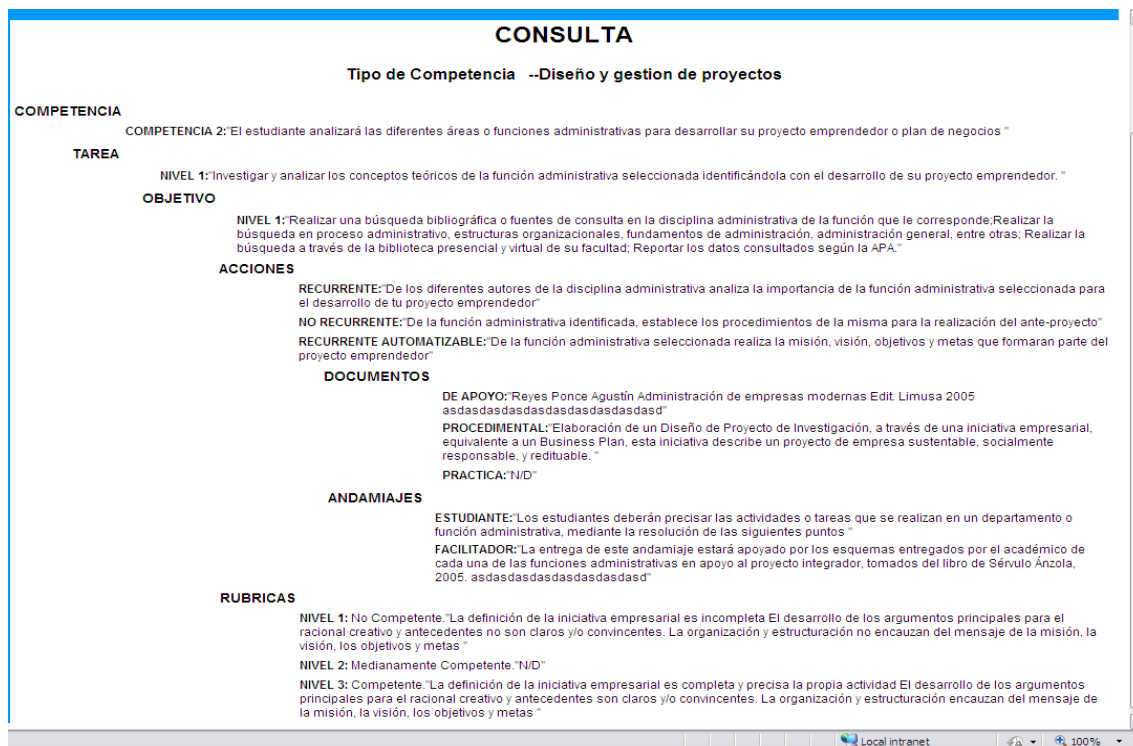 CONSULTA
Tipo de Competencia --Diseño y gestion de proyectos
COMPETENCIA
COMPETENCIA 2:"El estudiante analizará las diferentes áreas o funciones administrativas para desarrollar su proyecto emprendedor o plan de negocios "
TAREA
NIVEL 1:"Investigar y analizar los conceptos teóricos de la función administrativa seleccionada identificándola con el desarrollo de su proyecto emprendedor. "
OBJETIVO
NIVEL 1:"Realizar una búsqueda bibliográfica o fuentes de consulta en la disciplina administrativa de la función que le corresponde;Realizar la
búsqueda en proceso administrativo, estructuras organizacionales, fundamentos de administración, administración general, entre otras; Realizar la
búsqueda a través de la biblioteca presencial y virtual de su facultad; Reportar los datos consultados según la APA."
ACCIONES
RECURRENTE:"De los diferentes autores de la disciplina administrativa analiza la importancia de la función administrativa seleccionada para
el desarrollo de tu proyecto emprendedor"
NO RECURRENTE:"De la función administrativa identificada, establece los procedimientos de la misma para la realización del ante-proyecto"
RECURRENTE AUTOMATIZABLE:"De la función administrativa seleccionada realiza la misión, visión, objetivos y metas que formaran parte del
proyecto emprendedor"
DOCUMENTOS
DE APOYO:"Reyes Ponce Agustín Administración de empresas modernas Edit. Limusa 2005
asdasdasdasdasdasdasdasdasdasd"
PROCEDIMENTAL:"Elaboración de un Diseño de Proyecto de Investigación, a través de una iniciativa empresarial,
equivalente a un Business Plan, esta iniciativa describe un proyecto de empresa sustentable, socialmente
responsable, y redituable. "
PRACTICA:"N/D"
ANDAMIAJES
ESTUDIANTE:"Los estudiantes deberán precisar las actividades o tareas que se realizan en un departamento o
función administrativa, mediante la resolución de las siguientes puntos "
FACILITADOR:"La entrega de este andamiaje estará apoyado por los esquemas entregados por el académico de
cada una de las funciones administrativas en apoyo al proyecto integrador, tomados del libro de Sérvulo Ánzola,
2005. asdasdasdasdasdasdasdasd"
RUBRICAS
NIVEL 1: No Competente."La definición de la iniciativa empresarial es incompleta El desarrollo de los argumentos principales para el
racional creativo y antecedentes no son claros y/o convincentes. La organización y estructuración no encauzan del mensaje de la misión, la
visión, los objetivos y metas "
NIVEL 2: Medianamente Competente."N/D"
NIVEL 3: Competente."La definición de la iniciativa empresarial es completa y precisa la propia actividad El desarrollo de los argumentos
principales para el racional creativo y antecedentes son claros y/o convincentes. La organización y estructuración encauzan del mensaje de
la misión, la visión, los objetivos y metas "
Local intranet 100%